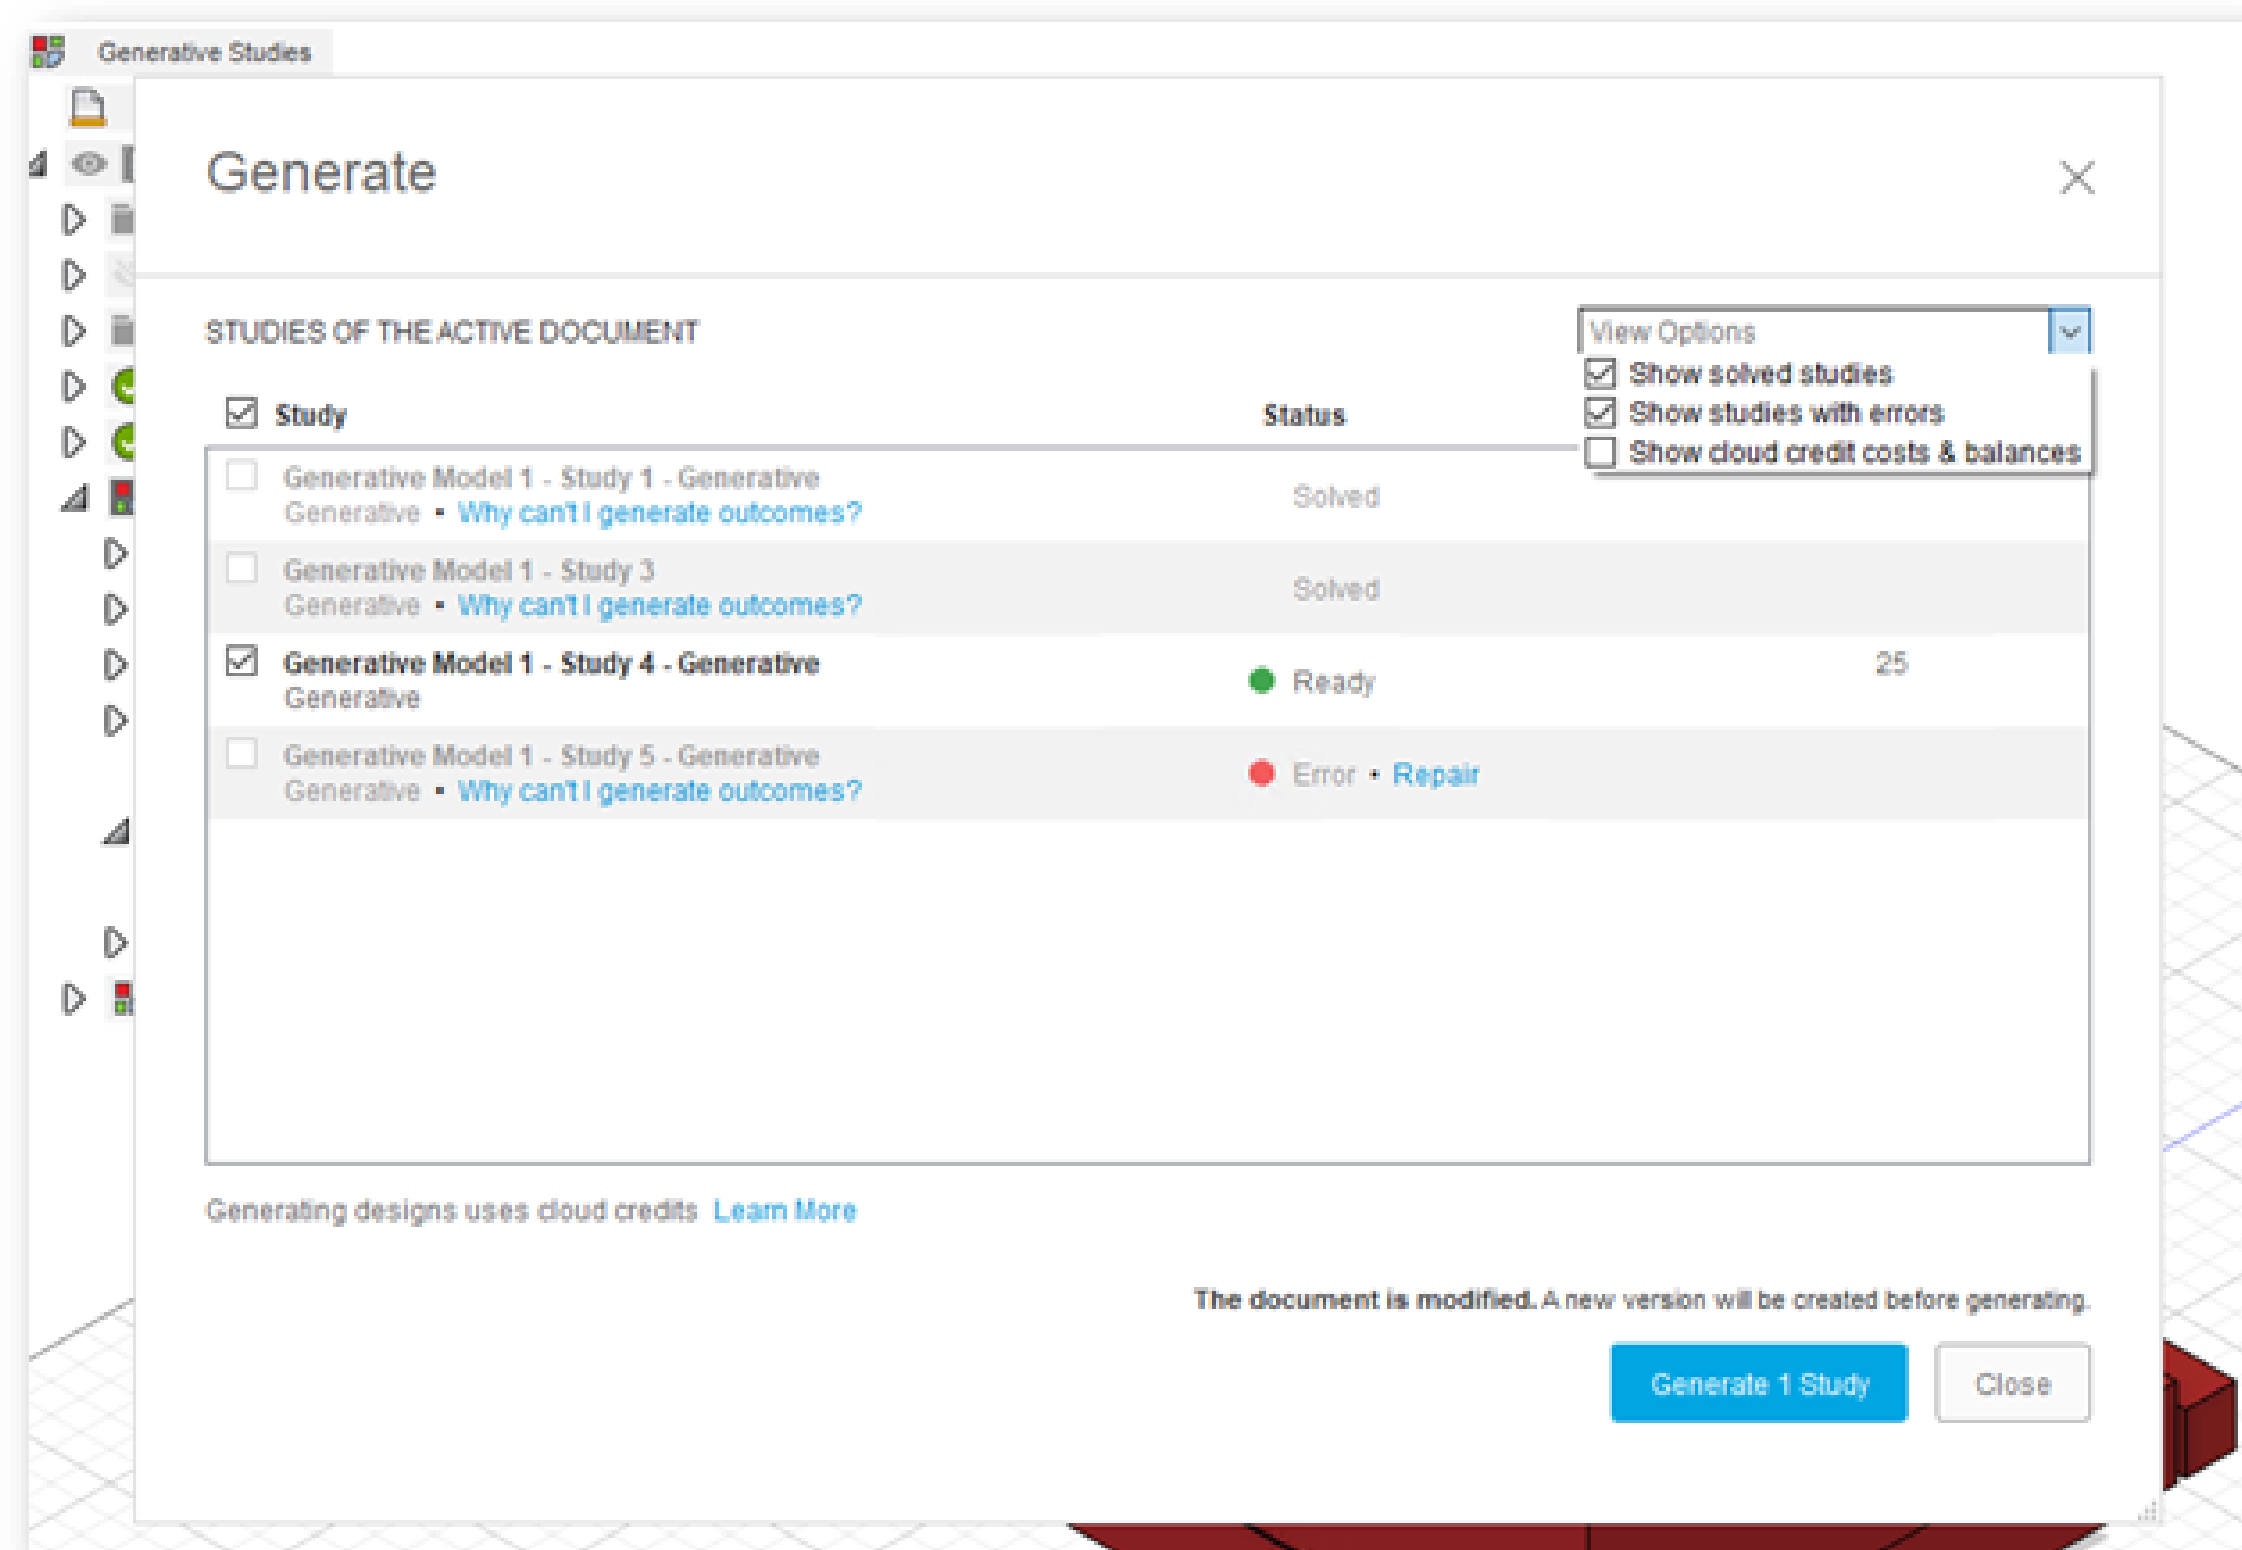 Generative Studies
Generate
STUDIES OF THE ACTIVE DOCUMENT
View Options
Show solved studies
Show studies with errors
Show cloud credit costs & balances
Study Status
Generative Model 1 - Study 1 - Generative
Generative • Why can't I generate outcomes?
Solved
Generative Model 1 - Study 3
Generative • Why can't I generate outcomes?
Solved
Generative Model 1 - Study 4 - Generative
Generative
Ready
25
Generative Model 1 - Study 5 - Generative
Generative • Why can't I generate outcomes?
Error • Repair
Generating designs uses cloud credits Learn More
The document is modified. A new version will be created before generating.
Generate 1 Study
Close